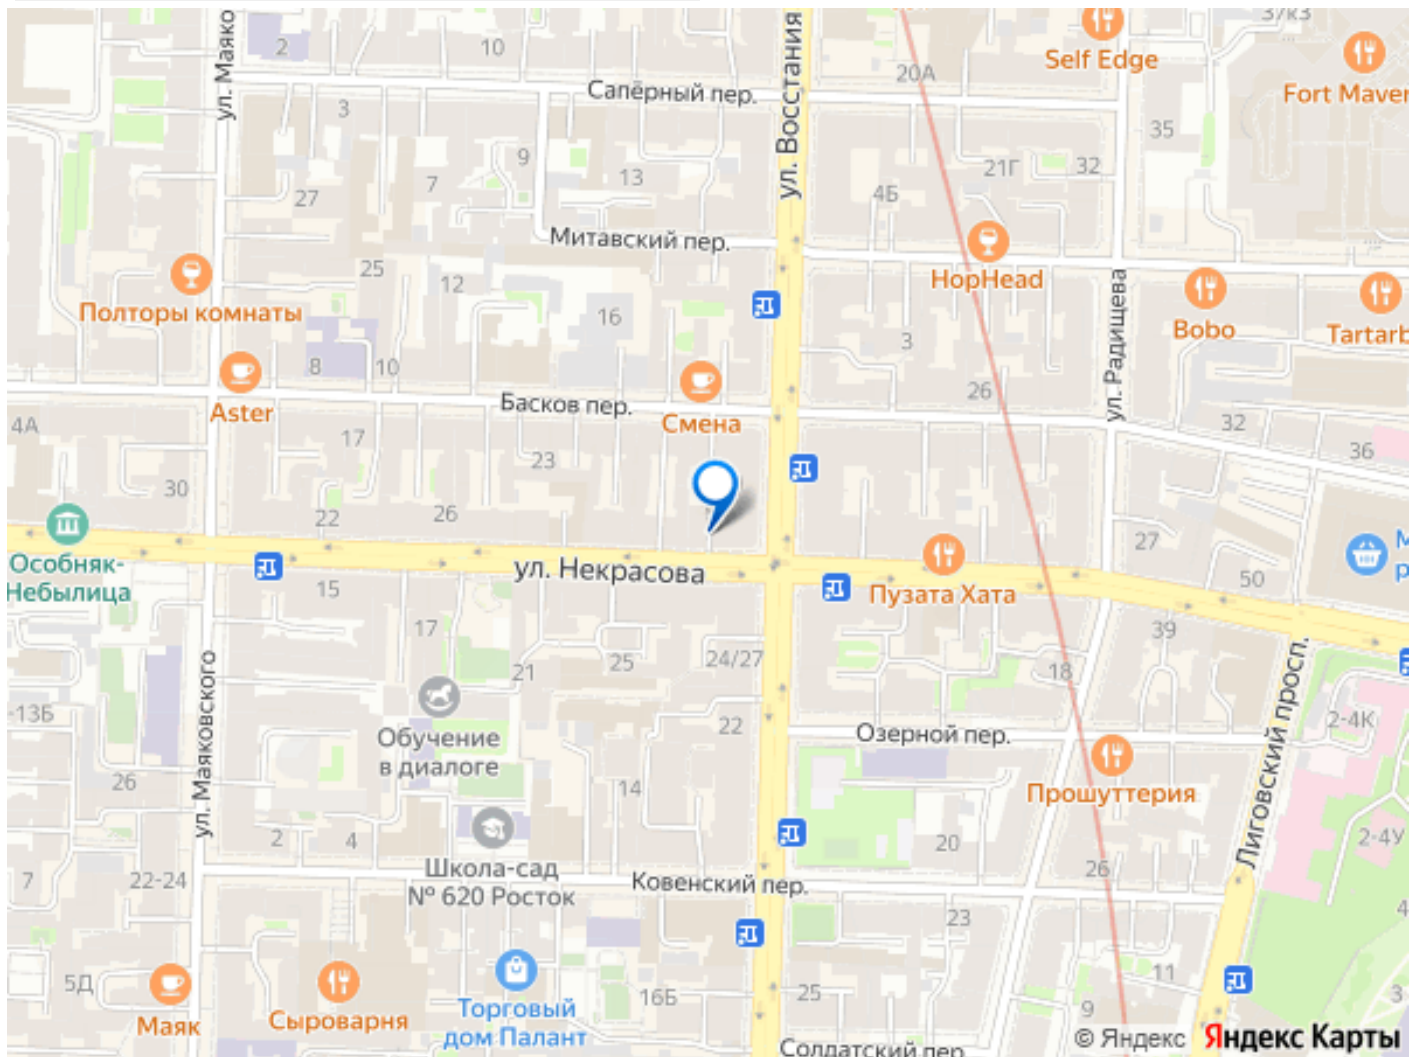 37к3
2
10
ул. Маяко
ул. Восстания
20А
Self Edge
Fort Maver
Сапёрный пер.
3
9
7
13
27
4Б
21Г
32
35
Митавский пер.
25
12
16
HopHead
Полторы комнаты
Bobo
Tartarb
ул. Радищева
3
8
10
26
Aster
Басков пер.
Смена
4А
17
23
32
36
30
22
26
27
50
М
р
Особняк-
Небылица
ул. Некрасова
15
Пузата Хата
17
21
25
24/27
18
39
-13Б
22
2-4К
ул. Маяковского
Обучение
в диалоге
Озерной пер.
Лиговский просп.
26
14
Прошуттерия
2
4
20
2-4У
Школа-сад
№ 620 Росток
7
22-24
Ковенский пер.
26
23
4
5Д
16Б
25
11
9
3
Маяк
Сыроварня
Торговый
дом Палант
Солдатский пер.
© Яндекс Яндекс Карты